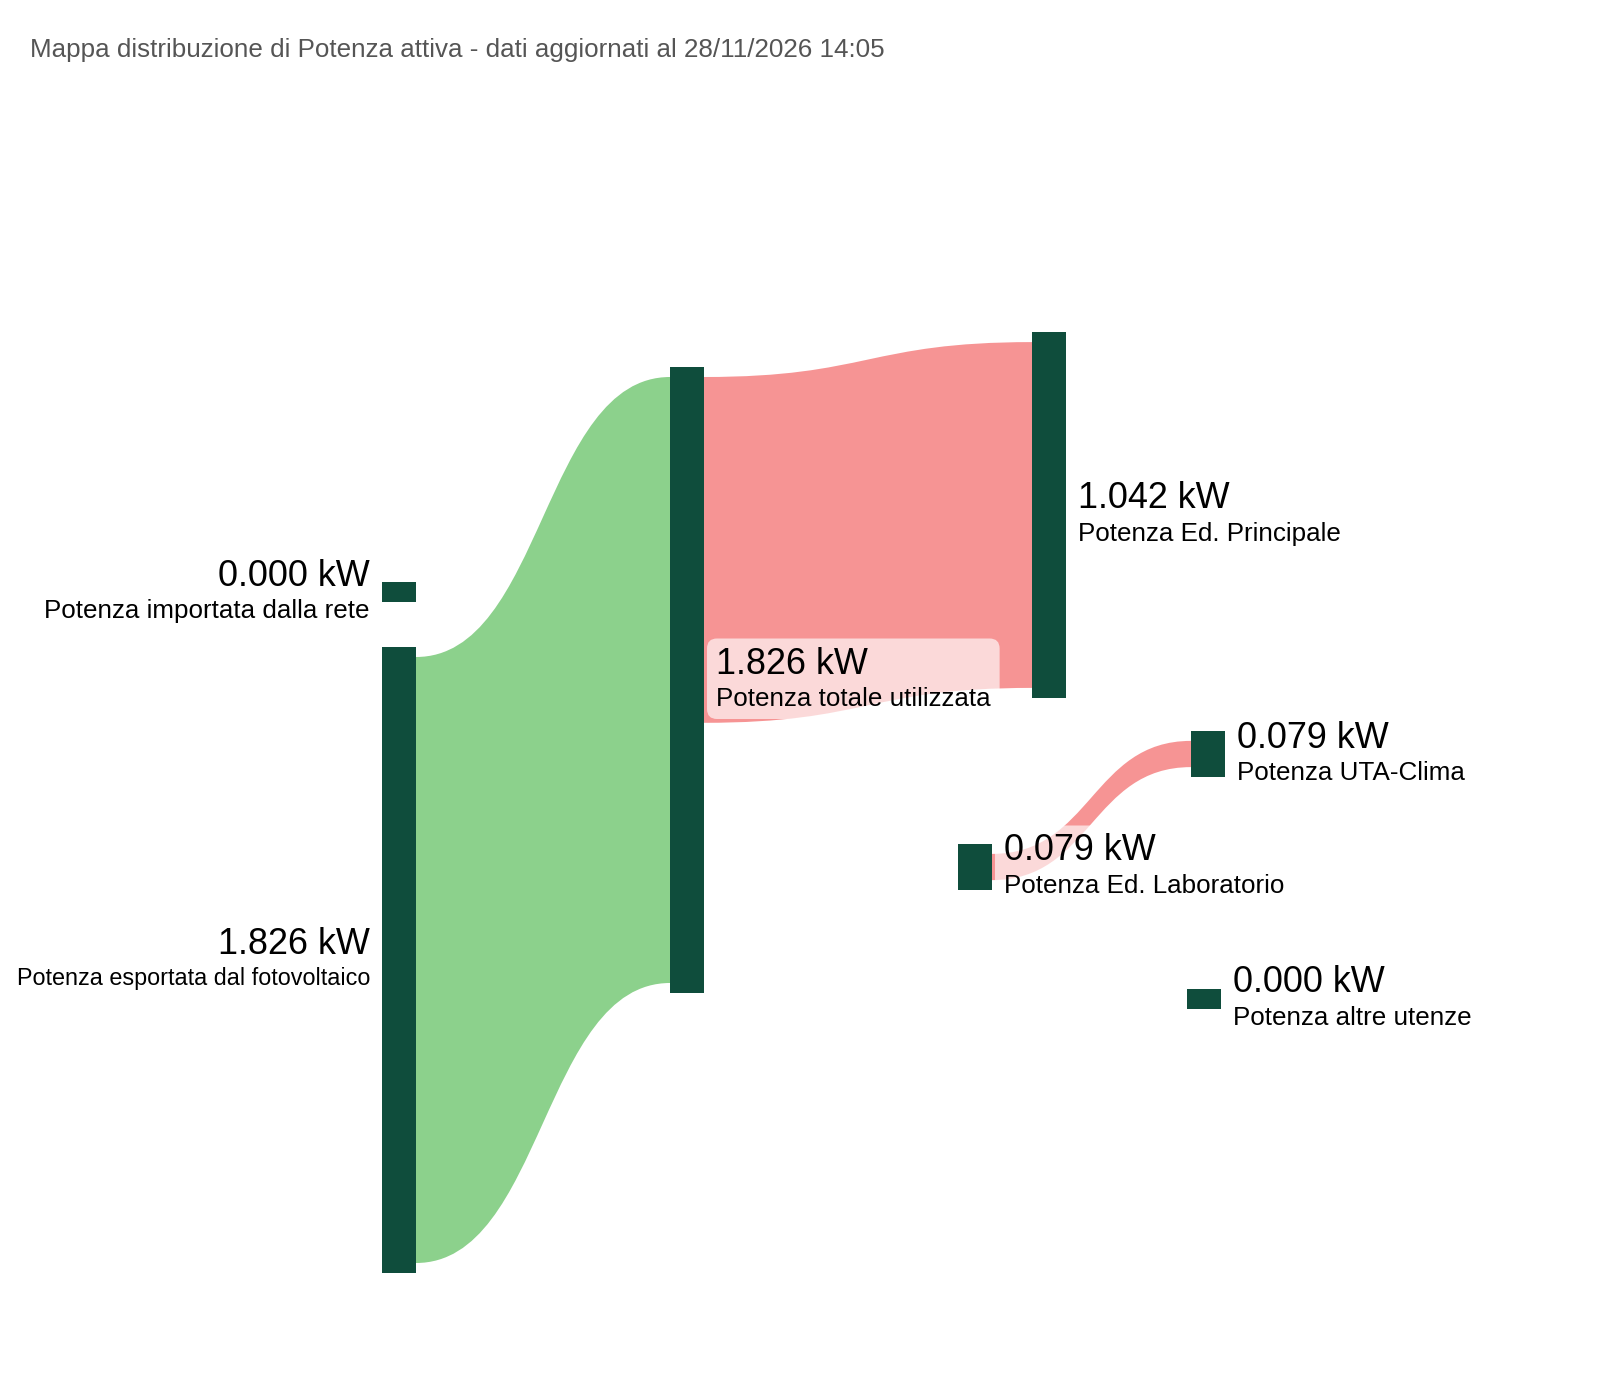 Mappa distribuzione di Potenza attiva - dati aggiornati al 28/11/2026 14:05
1.042 kW
Potenza Ed. Principale
0.000 kW
Potenza importata dalla rete
1.826 kW
Potenza totale utilizzata
0.079 kW
Potenza UTA-Clima
0.079 kW
Potenza Ed. Laboratorio
1.826 kW
Potenza esportata dal fotovoltaico
0.000 kW
Potenza altre utenze